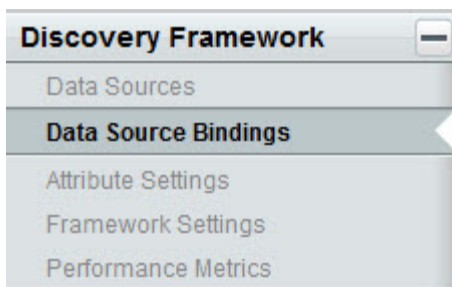 Discovery Framework
Data Sources
Data Source Bindings
Attribute Settings
Framework Settings
Performance Metrics